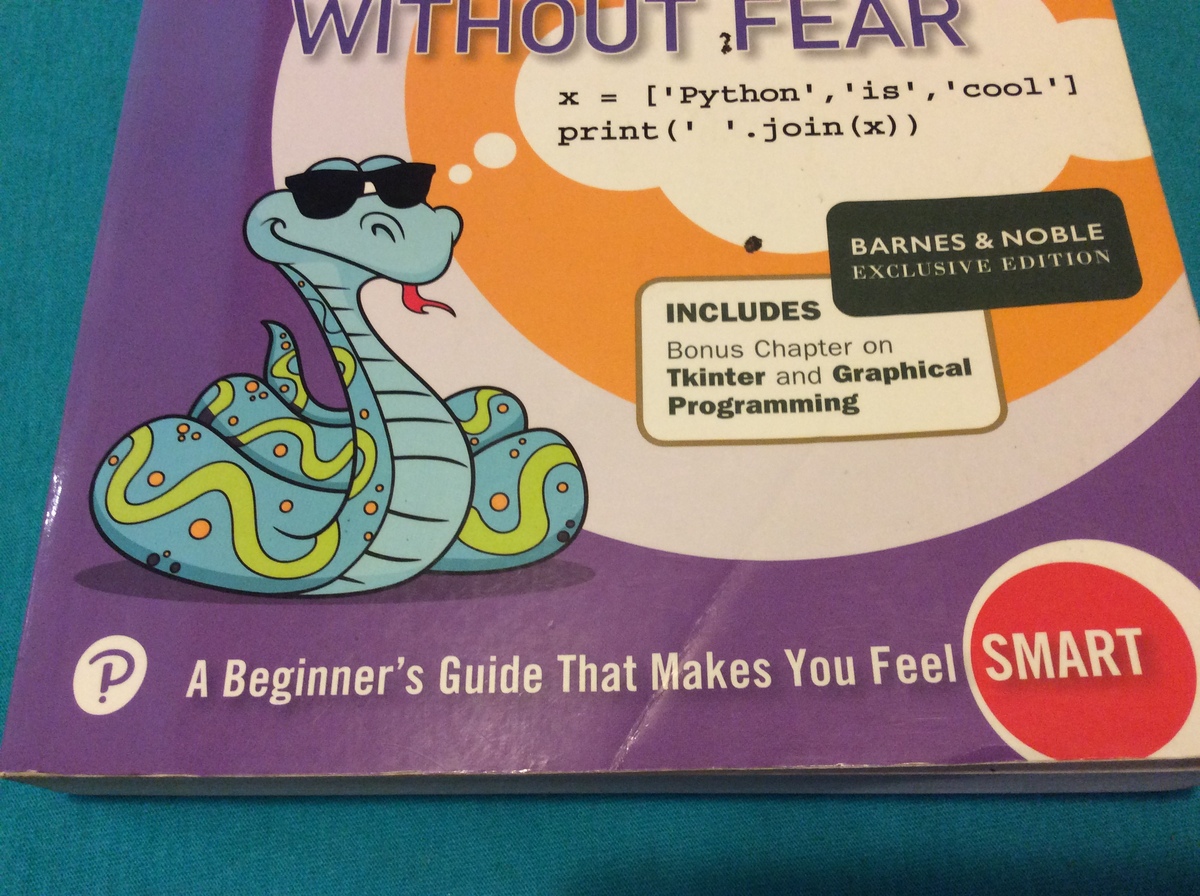 WITHOUT FEAR
x = ['Python','is','cool']
print(' '.join(x))
BARNES & NOBLE
EXCLUSIVE EDITION
INCLUDES
Bonus Chapter on
Tkinter and Graphical
Programming
P
A Beginner's Guide That Makes You Feel SMART